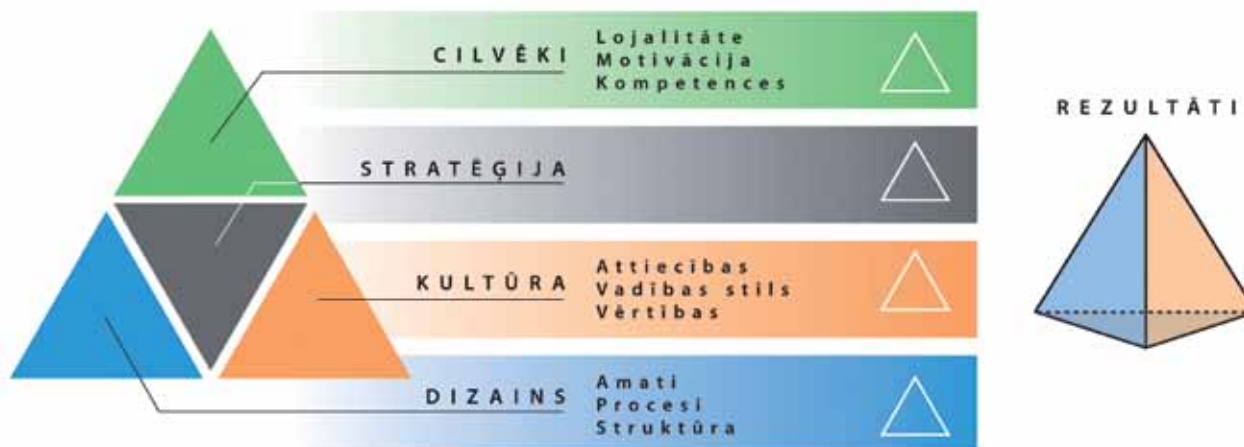 CILVĒKI
Lojalitāte
Motivācija
Kompetences
STRATĒĢIJA
KULTŪRA
Attiecības
Vadības stils
Vērtības
DIZAINS
Amati
Procesi
Struktūra
REZULTĀTI